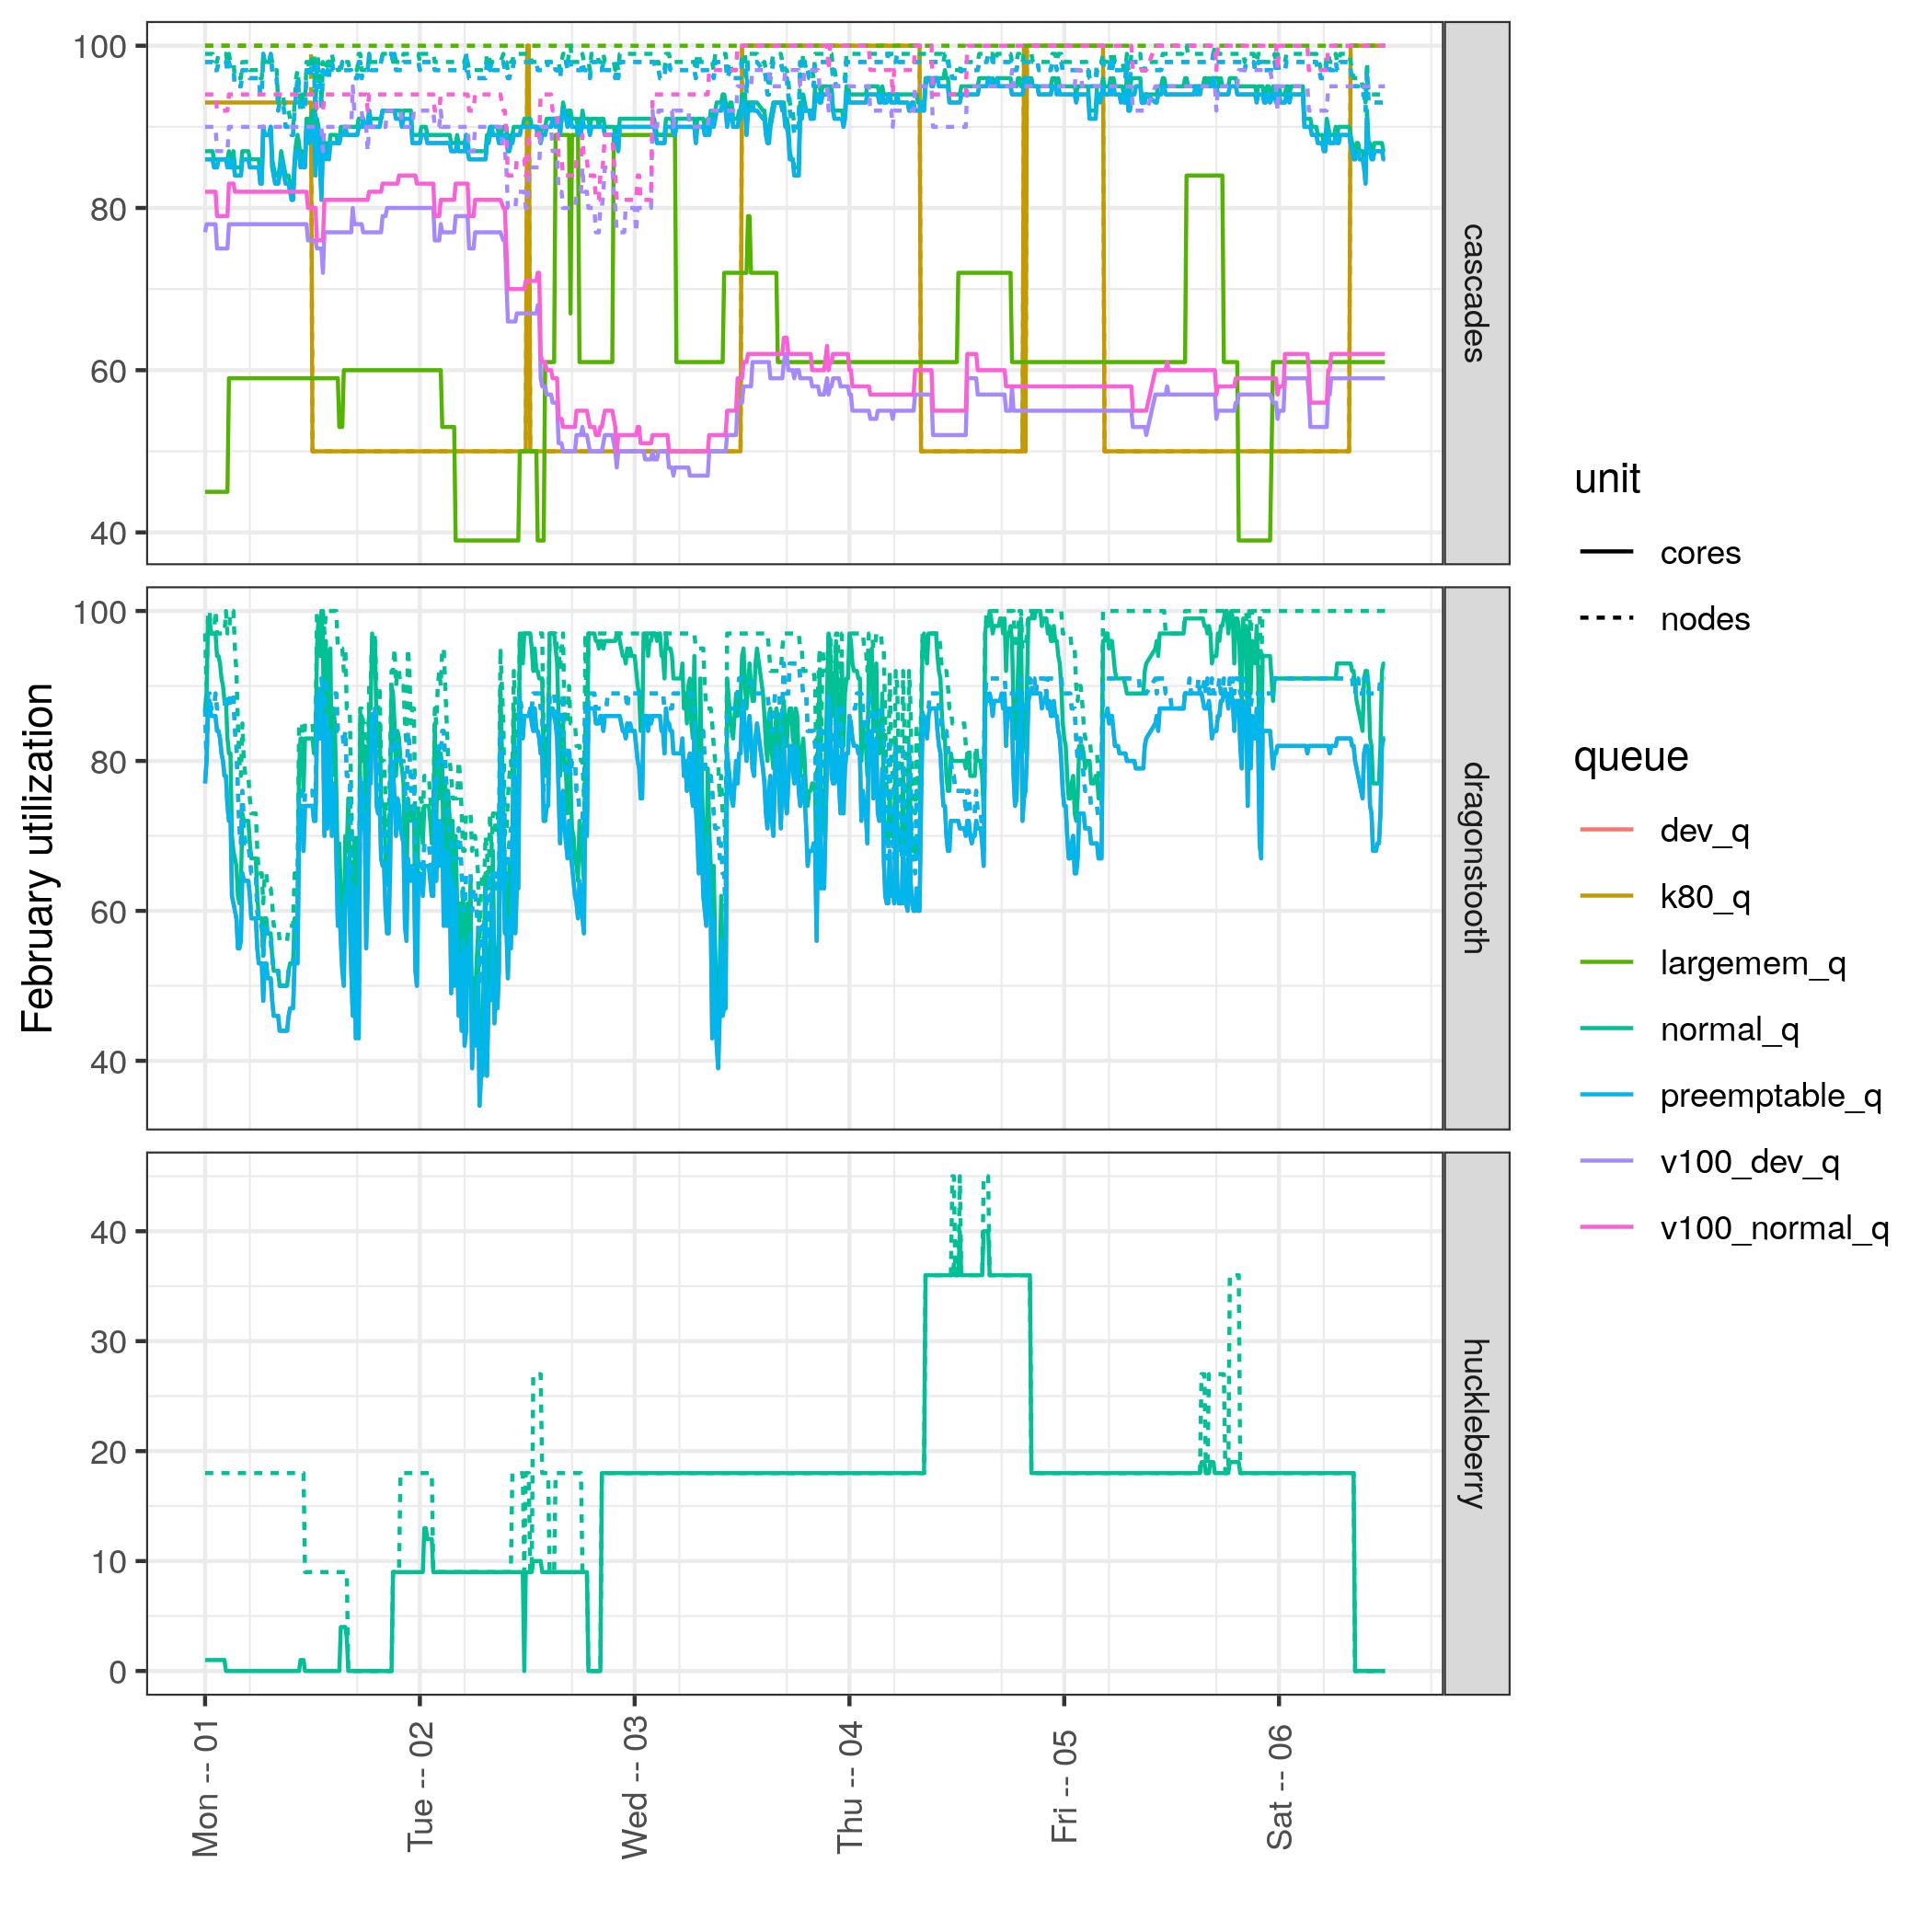 February utilization
100
80
60
40
cascades
100
80
60
40
dragonstooth
40
30
20
10
0
huckleberry
Mon -- 01
Tue -- 02
Wed -- 03
Thu -- 04
Fri -- 05
Sat -- 06
unit
cores
nodes
queue
dev_q
k80_q
largemem_q
normal_q
preemptable_q
v100_dev_q
v100_normal_q